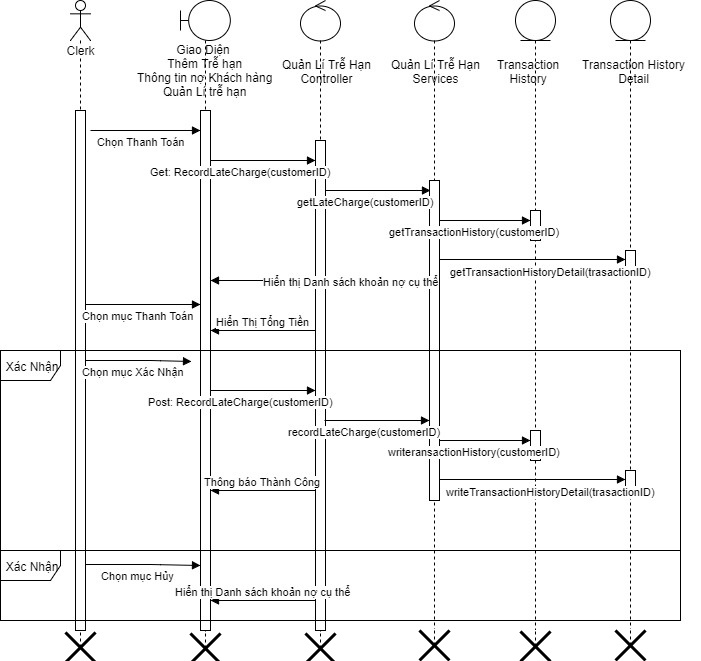 Clerk
Giao Diện
Thêm Trễ hạn
Thông tin nợ Khách hàng
Quản Lí trễ hạn
Quản Lí Trễ Hạn
Controller
Quản Lí Trễ Hạn
Services
Transaction
History
Transaction History
Detail
Chọn Thanh Toán
Get: RecordLateCharge(customerID)
getLateCharge(customerID)
getTransactionHistory(customerID)
getTransactionHistoryDetail(trasactionID)
Hiển thị Danh sách khoản nợ cụ thể
Chọn mục Thanh Toán
Hiển Thị Tổng Tiền
Xác Nhận
Chọn mục Xác Nhận
Post: RecordLateCharge(customerID)
recordLateCharge(customerID)
writeransactionHistory(customerID)
Thông báo Thành Công
writeTransactionHistoryDetail(trasactionID)
Xác Nhận
Chọn mục Hủy
Hiển thị Danh sách khoản nợ cụ thể